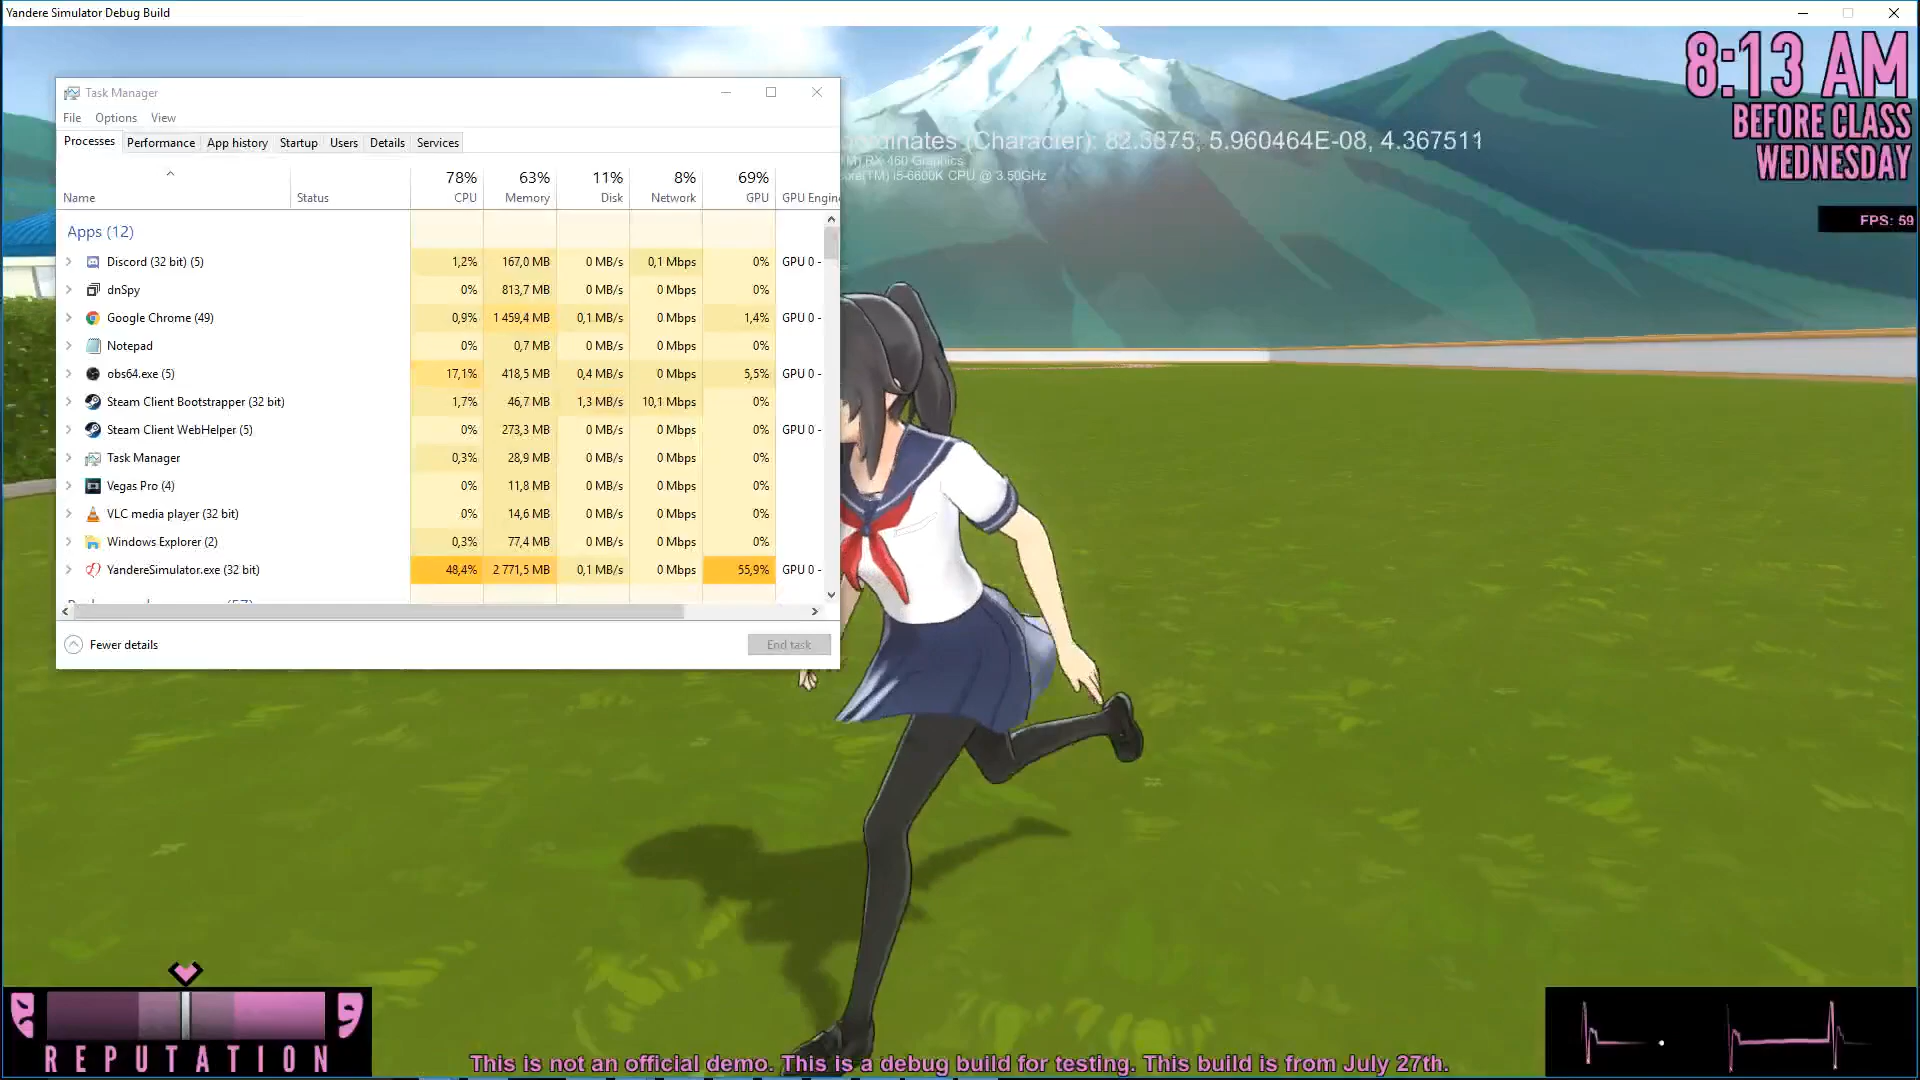 Yandere Simulator Debug Build
8:13 AM
BEFORE CLASS
WEDNESDAY
FPS: 59
Task Manager
File Options View
Processes Performance App history Startup Users Details Services
78% 63% 11% 8% 69%
Name Status CPU Memory Disk Network GPU GPU Engin
Apps (12)
Discord (32 bit) (5) 1,2% 167,0 MB 0 MB/s 0,1 Mbps 0% GPU 0 -
dnSpy 0% 813,7 MB 0 MB/s 0 Mbps 0%
Google Chrome (49) 0,9% 1 459,4 MB 0,1 MB/s 0 Mbps 1,4% GPU 0 -
Notepad 0% 0,7 MB 0 MB/s 0 Mbps 0%
obs64.exe (5) 17,1% 418,5 MB 0,4 MB/s 0 Mbps 5,5% GPU 0 -
Steam Client Bootstrapper (32 bit) 1,7% 46,7 MB 1,3 MB/s 10,1 Mbps 0%
Steam Client WebHelper (5) 0% 273,3 MB 0 MB/s 0 Mbps 0% GPU 0 -
Task Manager 0,3% 28,9 MB 0 MB/s 0 Mbps 0%
Vegas Pro (4) 0% 11,8 MB 0 MB/s 0 Mbps 0%
VLC media player (32 bit) 0% 14,6 MB 0 MB/s 0 Mbps 0%
Windows Explorer (2) 0,3% 77,4 MB 0 MB/s 0 Mbps 0%
YandereSimulator.exe (32 bit) 48,4% 2 771,5 MB 0,1 MB/s 0 Mbps 55,9% GPU 0 -
Fewer details End task
(Character): 82.3875, 5.960464E-08, 4.367511
RX 460 Graphics
i5-6600K CPU @ 3.50GHz
REPUTATION
This is not an official demo. This is a debug build for testing. This build is from July 27th.